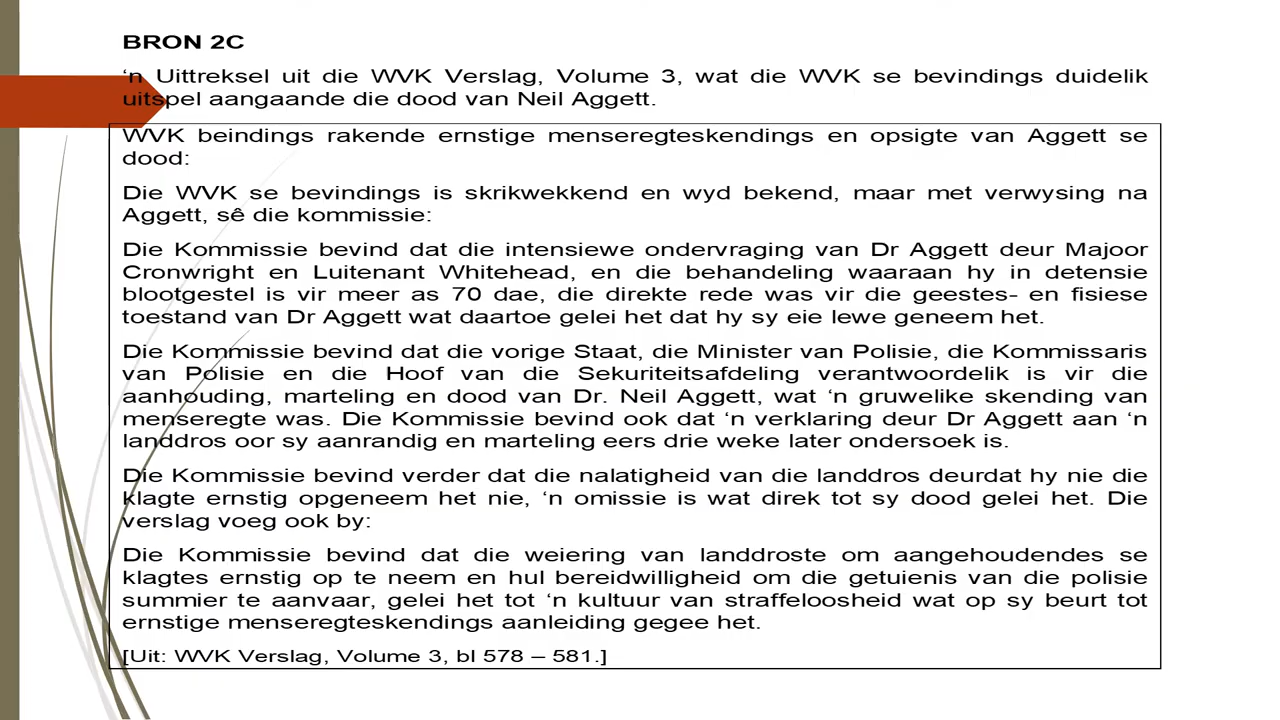 BRON 2C
‘n Uittreksel uit die WVK Verslag, Volume 3, wat die WVK se bevindings duidelik
uitspel aangaande die dood van Neil Aggett.
WVK beindings rakende ernstige menseregteskendings en opsigte van Aggett se
dood:
Die WVK se bevindings is skrikwekkend en wyd bekend, maar met verwysing na
Aggett, sê die kommissie:
Die Kommissie bevind dat die intensiewe ondervraging van Dr Aggett deur Majoor
Cronwright en Luitenant Whitehead, en die behandeling waaraan hy in detensie
blootgestel is vir meer as 70 dae, die direkte rede was vir die geestes- en fisiese
toestand van Dr Aggett wat daartoe gelei het dat hy sy eie lewe geneem het.
Die Kommissie bevind dat die vorige Staat, die Minister van Polisie, die Kommissaris
van Polisie en die Hoof van die Sekuriteitsafdeling verantwoordelik is vir die
aanhouding, marteling en dood van Dr. Neil Aggett, wat ‘n gruwelike skending van
menseregte was. Die Kommissie bevind ook dat ‘n verklaring deur Dr Aggett aan ‘n
landdros oor sy aanrandig en marteling eers drie weke later ondersoek is.
Die Kommissie bevind verder dat die nalatigheid van die landdros deurdat hy nie die
klagte ernstig opgeneem het nie, ‘n omissie is wat direk tot sy dood gelei het. Die
verslag voeg ook by:
Die Kommissie bevind dat die weiering van landdroste om aangehoudendes se
klagtes ernstig op te neem en hul bereidwilligheid om die getuienis van die polisie
summier te aanvaar, gelei het tot ‘n kultuur van straffeloosheid wat op sy beurt tot
ernstige menseregteskendings aanleiding gegee het.
[Uit: WVK Verslag, Volume 3, bl 578 – 581.]